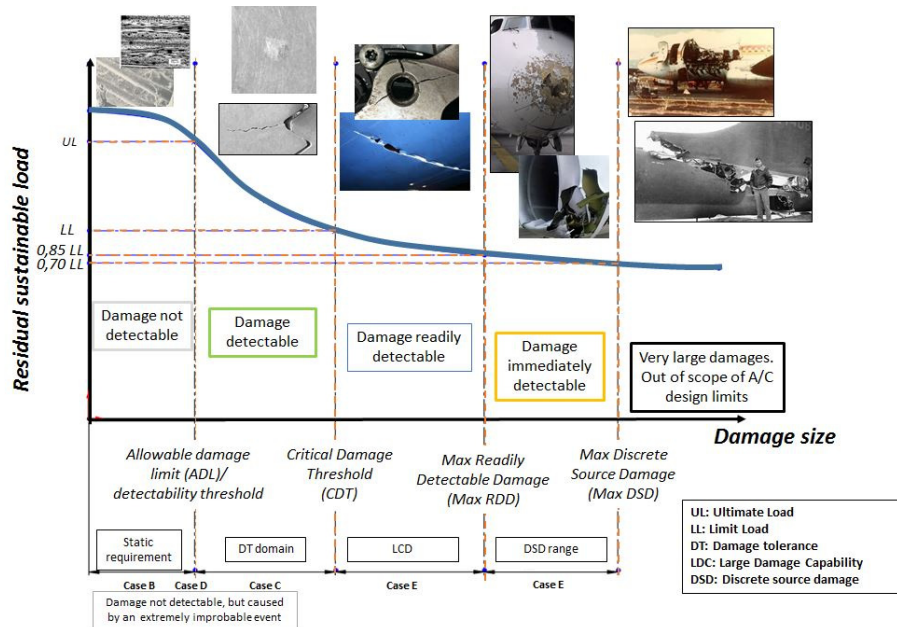 Residual sustainable load
UL
LL
0,85 LL
0,70 LL
Damage not
detectable
Damage
detectable
Damage readily
detectable
Damage
immediately
detectable
Very large damages.
Out of scope of A/C
design limits
Damage size
Allowable damage
limit (ADL)/
detectability threshold
Critical Damage
Threshold
(CDT)
Max Readily
Detectable Damage
(Max RDD)
Max Discrete
Source Damage
(Max DSD)
Static
requirement
DT domain
LCD
DSD range
Case B
Case D
Case C
Case E
Case E
Damage not detectable, but caused
by an extremely improbable event
UL: Ultimate Load
LL: Limit Load
DT: Damage tolerance
LDC: Large Damage Capability
DSD: Discrete source damage